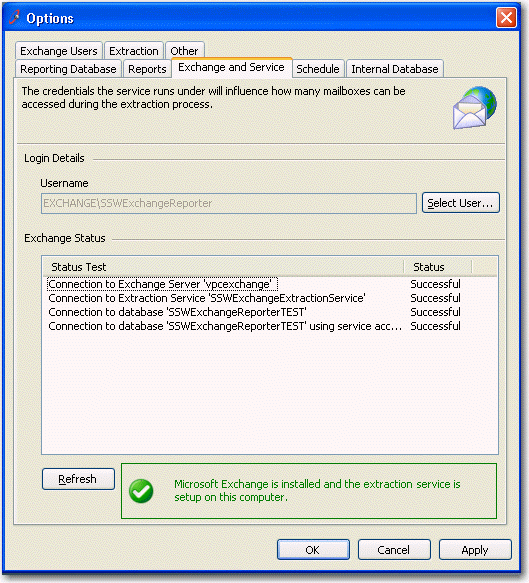 Options
Exchange Users Extraction Other
Reporting Database Reports Exchange and Service Schedule Internal Database
The credentials the service runs under will influence how many mailboxes can be
accessed during the extraction process.
Login Details
Username
EXCHANGE\SSWExchangeReporter Select User...
Exchange Status
Status Test Status
Connection to Exchange Server 'vpcexchange' Successful
Connection to Extraction Service 'SSWExchangeExtractionService' Successful
Connection to database 'SSWExchangeReporterTEST' Successful
Connection to database 'SSWExchangeReporterTEST' using service acc... Successful
Refresh
Microsoft Exchange is installed and the extraction service is
setup on this computer.
OK Cancel Apply